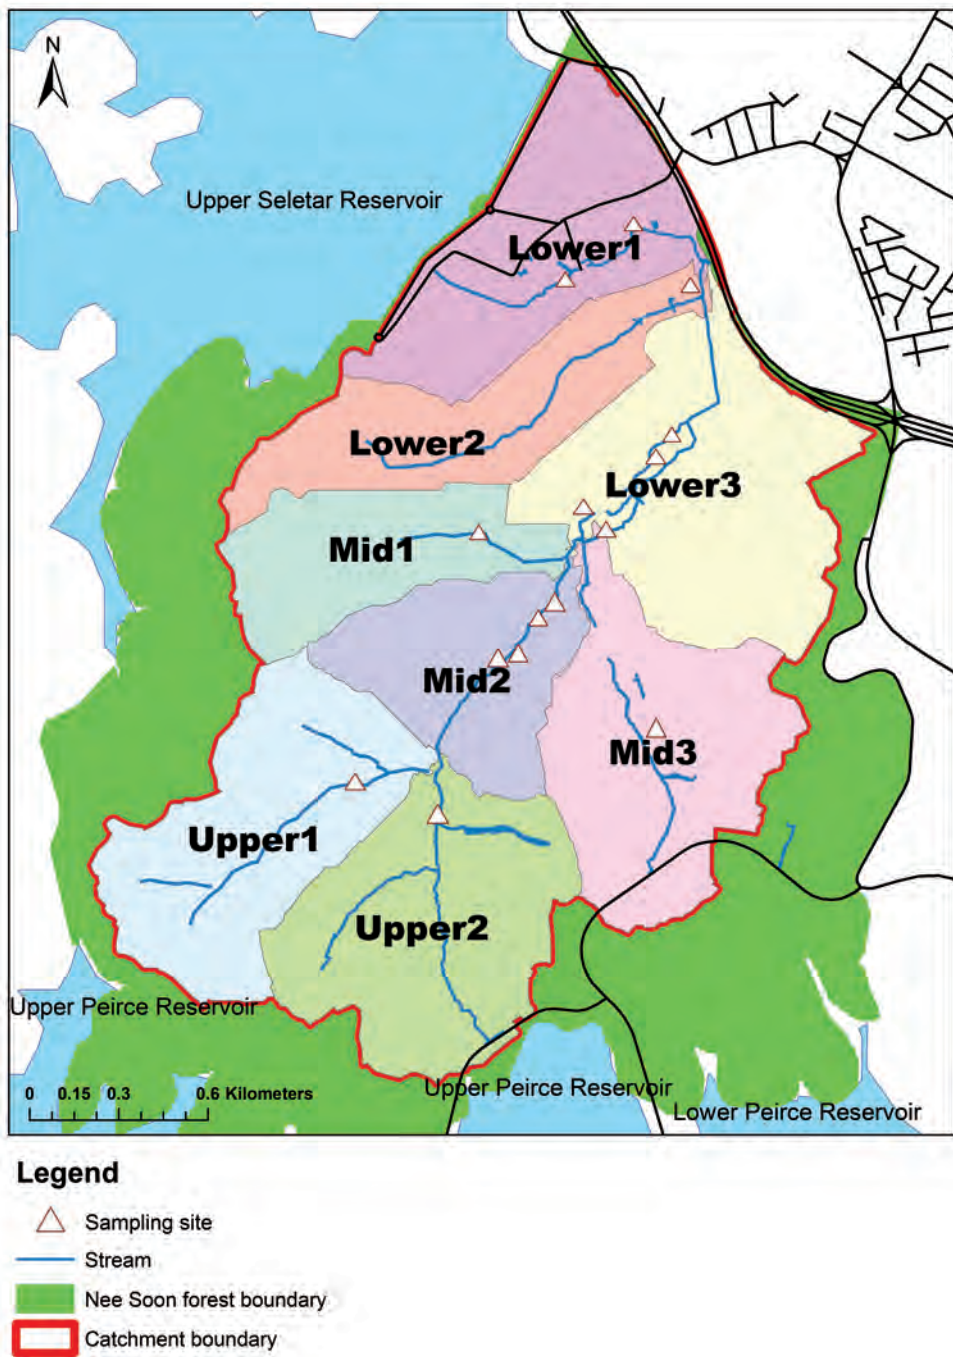 N
Upper Seletar Reservoir
Lower1
Lower2
Lower3
Mid1
Mid2
Mid3
Upper1
Upper2
Upper Peirce Reservoir
Upper Peirce Reservoir
Lower Peirce Reservoir
0 0.15 0.3 0.6 Kilometers
Legend
Sampling site
Stream
Nee Soon forest boundary
Catchment boundary